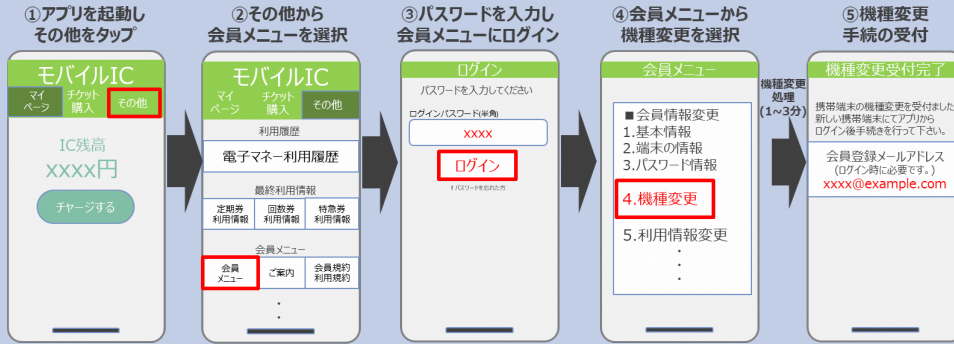 ①アプリを起動し
その他をタップ
モバイルIC
マイ
ページ
チケット
購入
その他
IC残高
xxxx円
チャージする
②その他から
会員メニューを選択
モバイルIC
マイ
ページ
チケット
購入
その他
利用履歴
電子マネー利用履歴
最終利用情報
定期券
利用情報
回数券
利用情報
特急券
利用情報
会員メニュー
会員
メニュー
ご案内
会員規約
利用規約
・
・
③パスワードを入力し
会員メニューにログイン
ログイン
パスワードを入力してください
ログインパスワード(半角)
xxxx
ログイン
!パスワードを忘れた方
④会員メニューから
機種変更を選択
会員メニュー
■会員情報変更
1.基本情報
2.端末の情報
3.パスワード情報
4.機種変更
5.利用情報変更
・
・
・
機種変更
処理
(1~3分)
⑤機種変更
手続の受付
機種変更受付完了
携帯端末の機種変更を受付ました
新しい携帯端末にてアプリから
ログイン後手続きを行って下さい。
会員登録メールアドレス
(ログイン時に必要です。)
xxxx@example.com